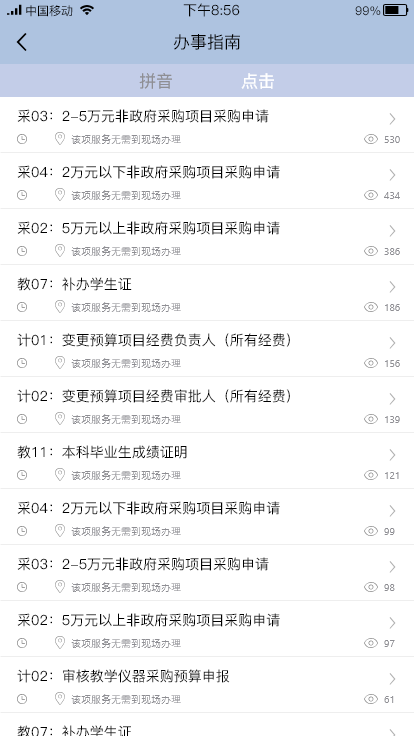 中国移动 下午8:56 99%
办事指南
拼音 点击
采03：2-5万元非政府采购项目采购申请
该项服务无需到现场办理 530
采04：2万元以下非政府采购项目采购申请
该项服务无需到现场办理 434
采02：5万元以上非政府采购项目采购申请
该项服务无需到现场办理 386
教07：补办学生证
该项服务无需到现场办理 186
计01：变更预算项目经费负责人（所有经费）
该项服务无需到现场办理 156
计02：变更预算项目经费审批人（所有经费）
该项服务无需到现场办理 139
教11：本科毕业生成绩证明
该项服务无需到现场办理 121
采04：2万元以下非政府采购项目采购申请
该项服务无需到现场办理 99
采03：2-5万元非政府采购项目采购申请
该项服务无需到现场办理 98
采02：5万元以上非政府采购项目采购申请
该项服务无需到现场办理 97
计02：审核教学仪器采购预算申报
该项服务无需到现场办理 61
教07：补办学生证